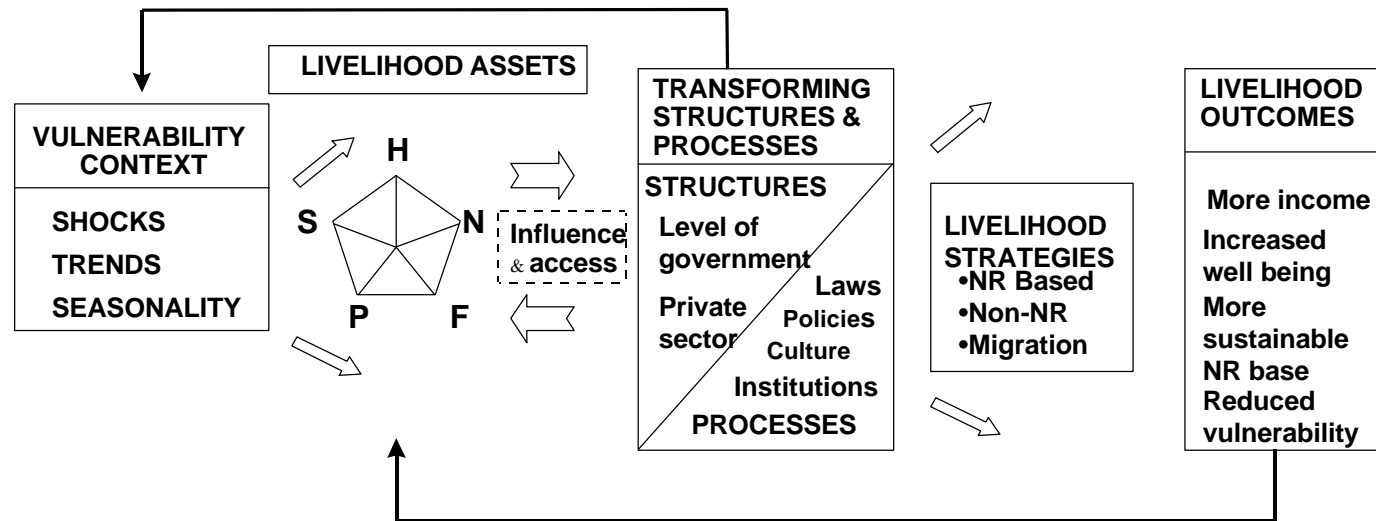 LIVELIHOOD ASSETS
VULNERABILITY
CONTEXT
SHOCKS
TRENDS
SEASONALITY
H
S
N
P
F
Influence
& access
TRANSFORMING
STRUCTURES &
PROCESSES
STRUCTURES
Level of
government
Private
sector
Laws
Policies
Culture
Institutions
PROCESSES
LIVELIHOOD
STRATEGIES
•NR Based
•Non-NR
•Migration
LIVELIHOOD
OUTCOMES
More income
Increased
well being
More
sustainable
NR base
Reduced
vulnerability